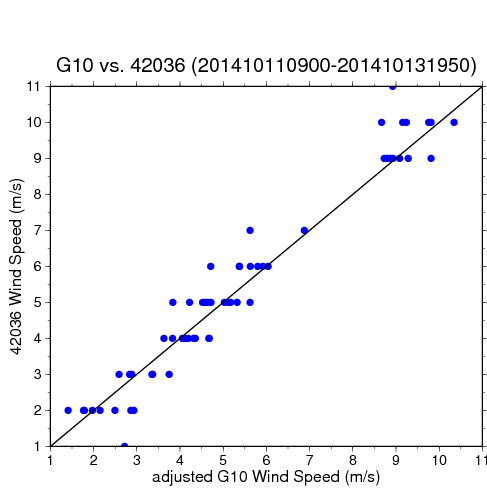 G10 vs. 42036 (201410110900-201410131950)
11
10
9
8
7
6
5
4
3
2
1
42036 Wind Speed (m/s)
1 2 3 4 5 6 7 8 9 10 11
adjusted G10 Wind Speed (m/s)